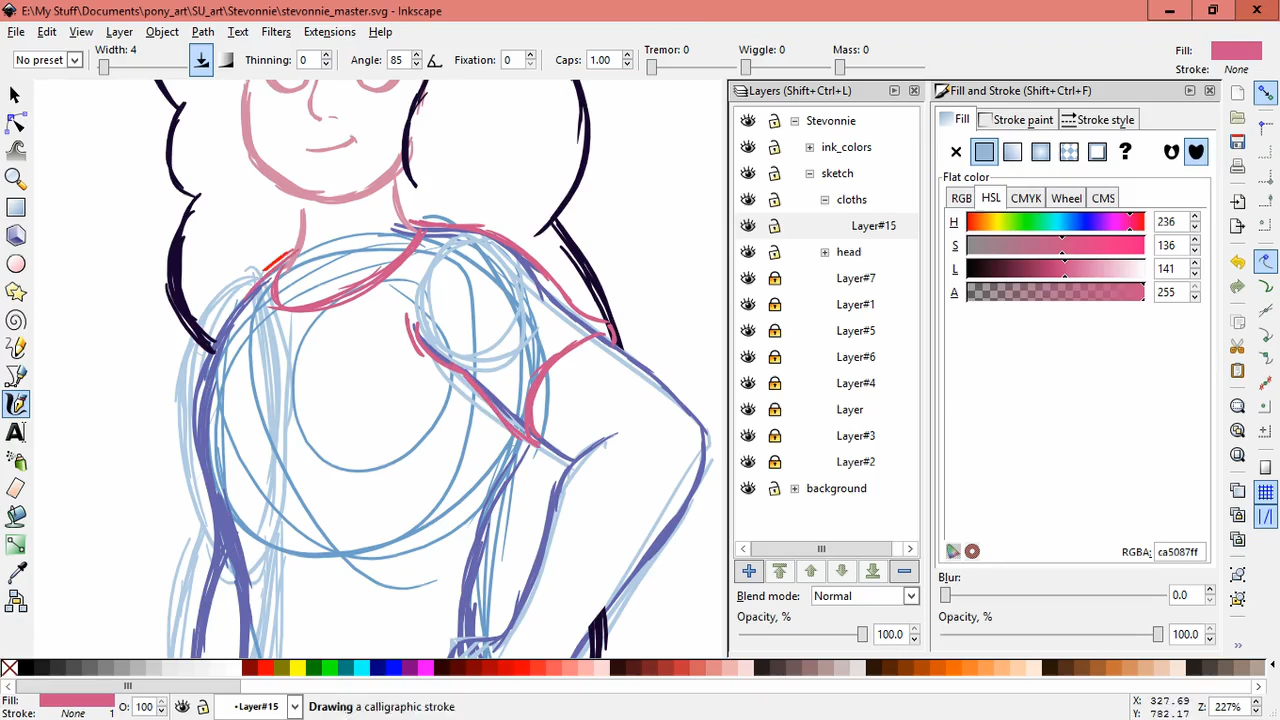 E:\My Stuff\Documents\pony_art\SU_art\Stevonnie\stevonnie_master.svg - Inkscape
File Edit View Layer Object Path Text Filters Extensions Help
No preset Width: 4 Thinning: 0 Angle: 85 Fixation: 0 Caps: 1.00 Tremor: 0 Wiggle: 0 Mass: 0 Fill:
Stroke: None
Layers (Shift+Ctrl+L) Fill and Stroke (Shift+Ctrl+F)
Stevonnie
ink_colors
sketch
cloths
Layer#15
head
Layer#7
Layer#1
Layer#5
Layer#6
Layer#4
Layer
Layer#3
Layer#2
background
Blend mode: Normal
Opacity, %
100.0
Fill Stroke paint Stroke style
?
Flat color
RGB HSL CMYK Wheel CMS
H 236
S 136
L 141
A 255
RGBA: ca5087ff
Blur:
0.0
Opacity, %
100.0
Fill:
Stroke: None 1 O: 100 •Layer#15 Drawing a calligraphic stroke X: 327.69
Y: 782.17 Z: 227%